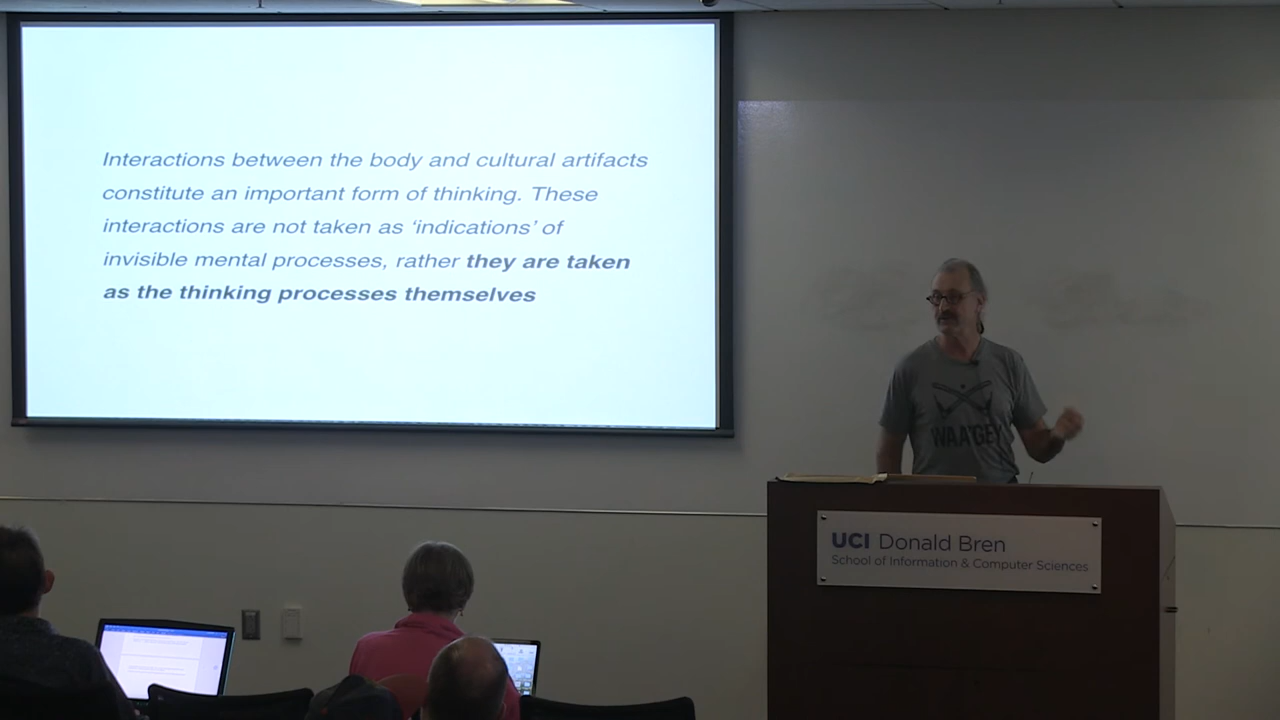 Interactions between the body and cultural artifacts
constitute an important form of thinking. These
interactions are not taken as ‘indications’ of
invisible mental processes, rather they are taken
as the thinking processes themselves
WAA'GEY
UCI Donald Bren
School of Information & Computer Sciences